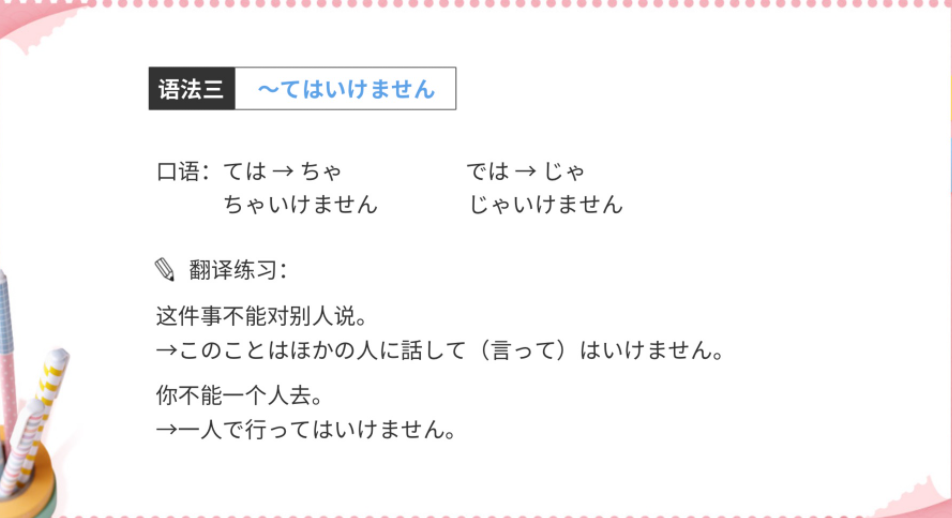 语法三 ～てはいけません
口语：ては → ちゃ では → じゃ
ちゃいけません じゃいけません
翻译练习：
这件事不能对别人说。
→このことはほかの人に話して（言って）はいけません。
你不能一个人去。
→一人で行ってはいけません。